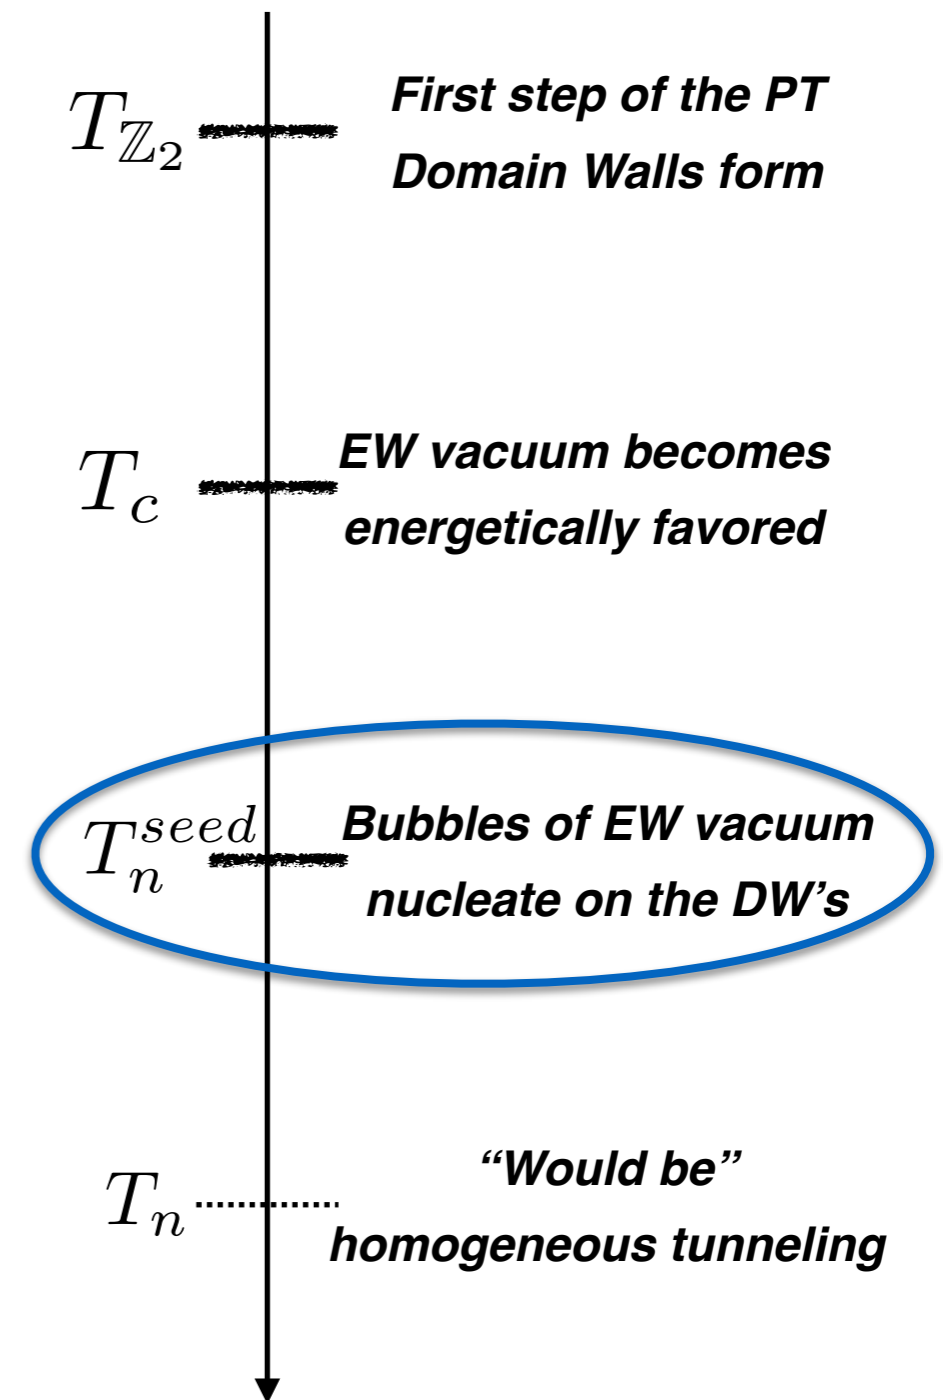 T_{ℤ_2} First step of the PT
Domain Walls form
T_c EW vacuum becomes
energetically favored
T_n^{seed} Bubbles of EW vacuum
nucleate on the DW's
T_n “Would be”
homogeneous tunneling